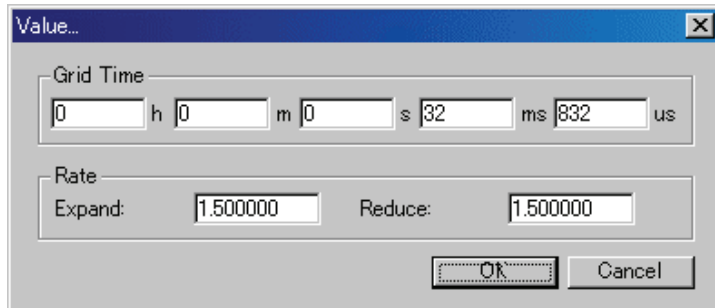 Value...
Grid Time
0 h 0 m 0 s 32 ms 832 us
Rate
Expand: 1.500000 Reduce: 1.500000
OK Cancel